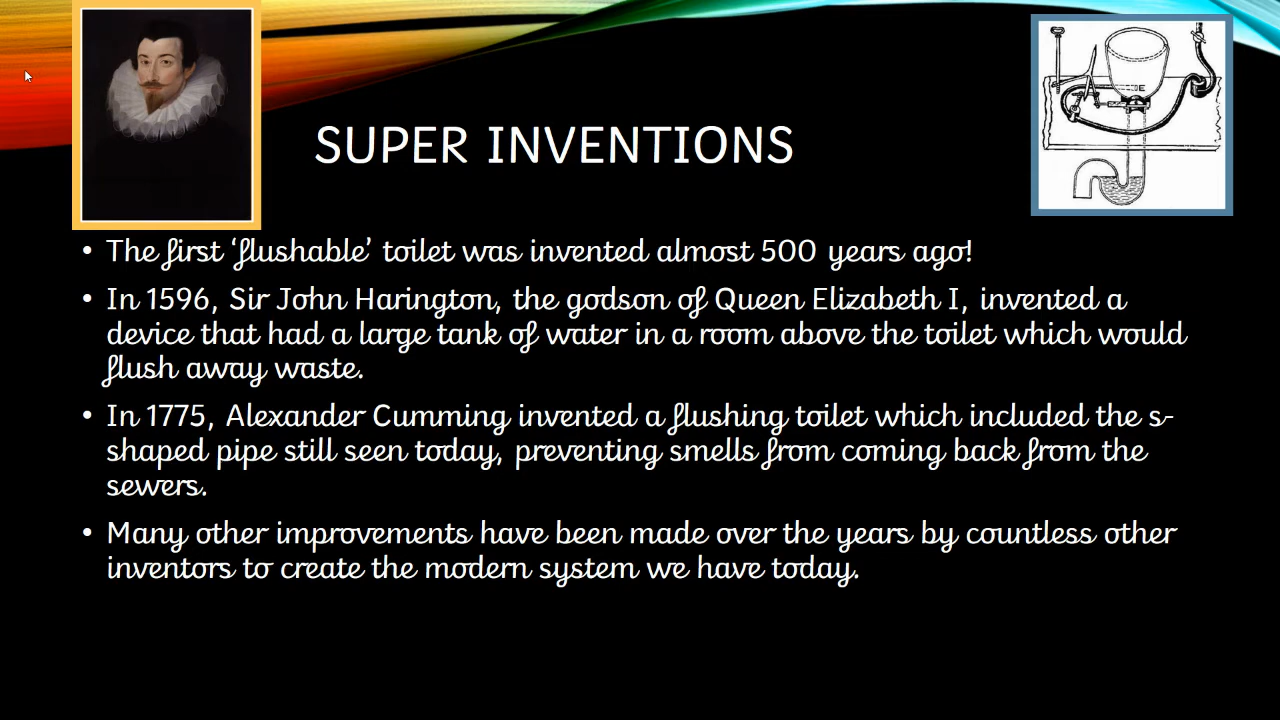 SUPER INVENTIONS
• The first ‘flushable’ toilet was invented almost 500 years ago!
• In 1596, Sir John Harington, the godson of Queen Elizabeth I, invented a
device that had a large tank of water in a room above the toilet which would
flush away waste.
• In 1775, Alexander Cumming invented a flushing toilet which included the s-
shaped pipe still seen today, preventing smells from coming back from the
sewers.
• Many other improvements have been made over the years by countless other
inventors to create the modern system we have today.